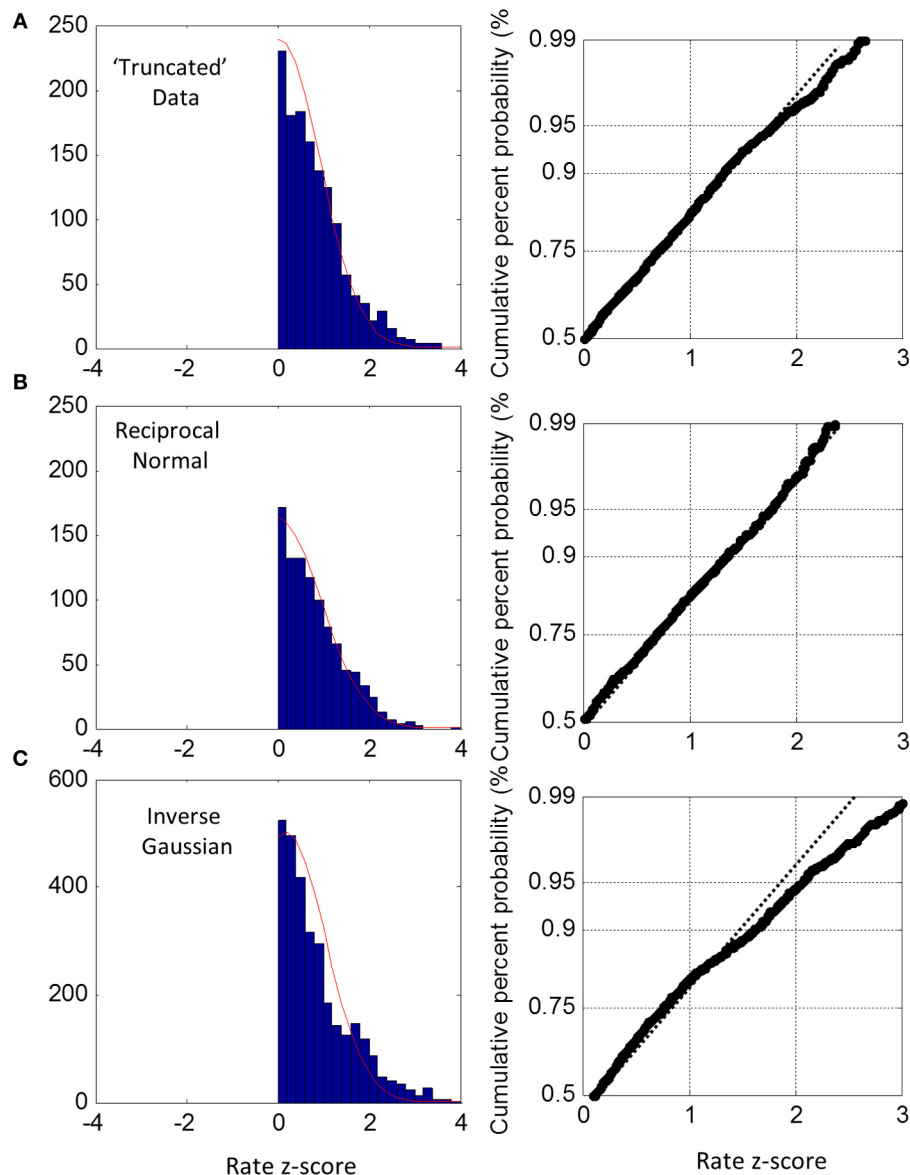 A
250
200
150
100
50
0
'Truncated'
Data
-4 -2 0 2 4
Cumulative percent probability (%
0.99
0.95
0.9
0.75
0.5
0 1 2 3
B
250
200
150
100
50
0
Reciprocal
Normal
-4 -2 0 2 4
Cumulative percent probability (%
0.99
0.95
0.9
0.75
0.5
0 1 2 3
C
600
400
200
0
Inverse
Gaussian
-4 -2 0 2 4
Rate z-score
Cumulative percent probability (%
0.99
0.95
0.9
0.75
0.5
0 1 2 3
Rate z-score